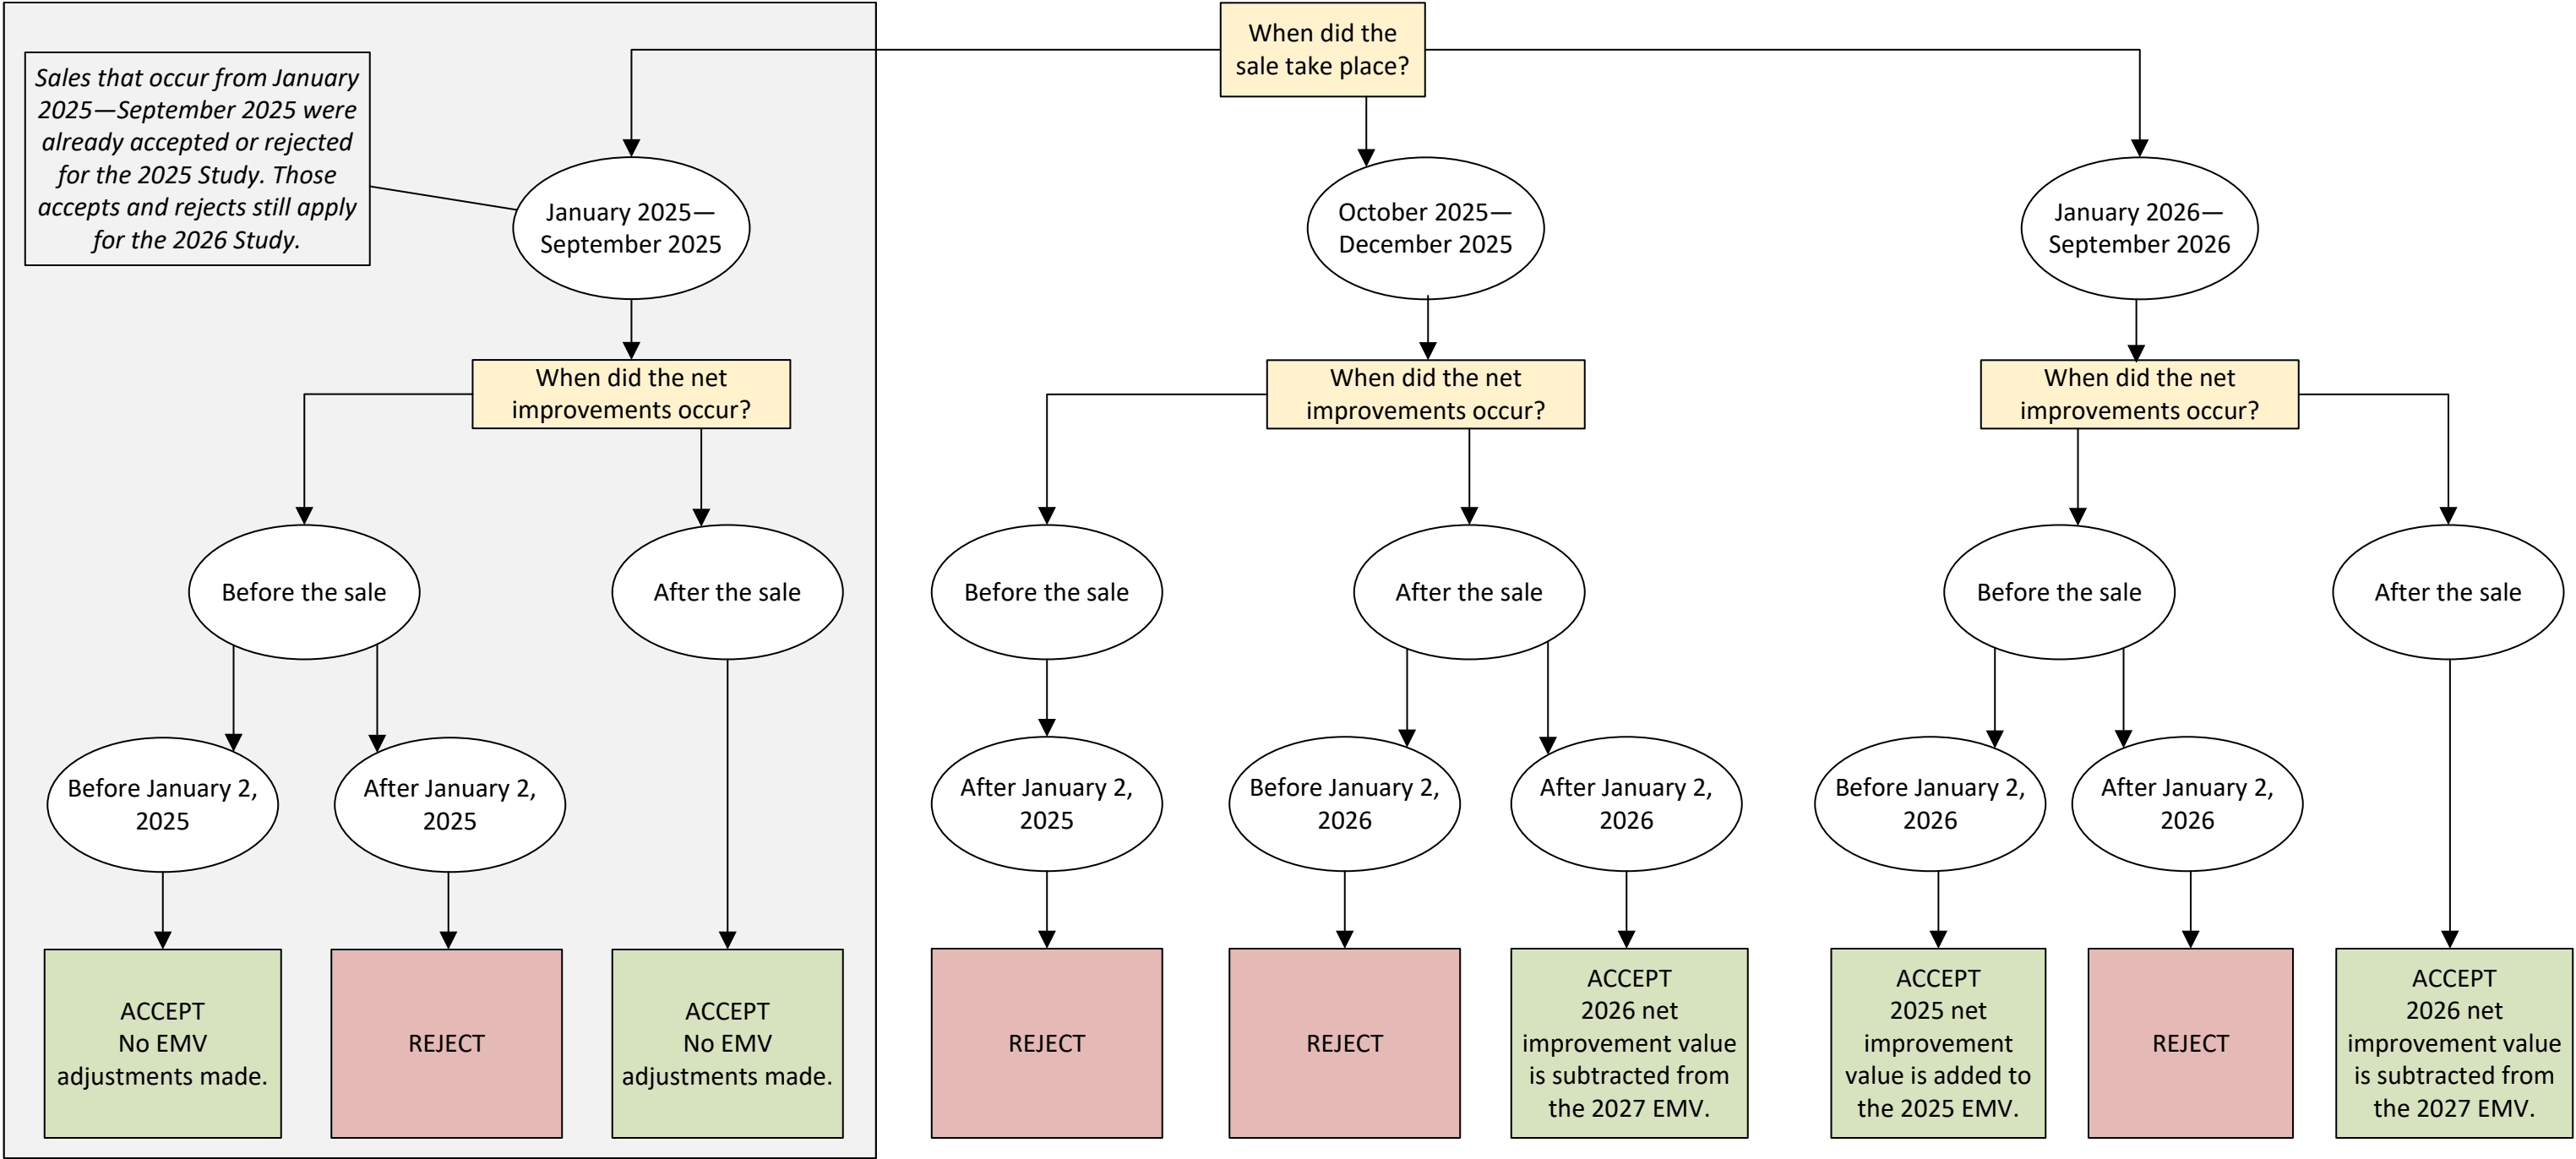 When did the
sale take place?
Sales that occur from January
2025—September 2025 were
already accepted or rejected
for the 2025 Study. Those
accepts and rejects still apply
for the 2026 Study.
January 2025—
September 2025
October 2025—
December 2025
January 2026—
September 2026
When did the net
improvements occur?
When did the net
improvements occur?
When did the net
improvements occur?
Before the sale
After the sale
Before the sale
After the sale
Before the sale
After the sale
Before January 2,
2025
After January 2,
2025
After January 2,
2025
Before January 2,
2026
After January 2,
2026
Before January 2,
2026
After January 2,
2026
ACCEPT
No EMV
adjustments made.
REJECT
ACCEPT
No EMV
adjustments made.
REJECT
REJECT
ACCEPT
2026 net
improvement value
is subtracted from
the 2027 EMV.
ACCEPT
2025 net
improvement
value is added to
the 2025 EMV.
REJECT
ACCEPT
2026 net
improvement value
is subtracted from
the 2027 EMV.